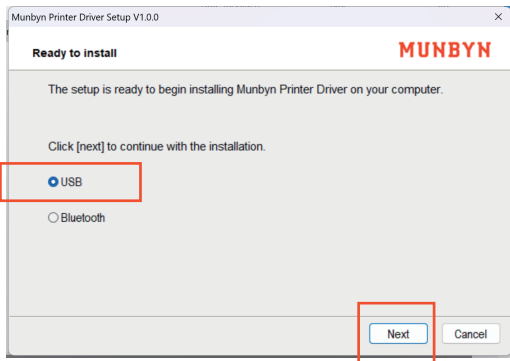 Munbyn Printer Driver Setup V1.0.0
Ready to install
MUNBYN
The setup is ready to begin installing Munbyn Printer Driver on your computer.
Click [next] to continue with the installation.
USB
Bluetooth
Next Cancel